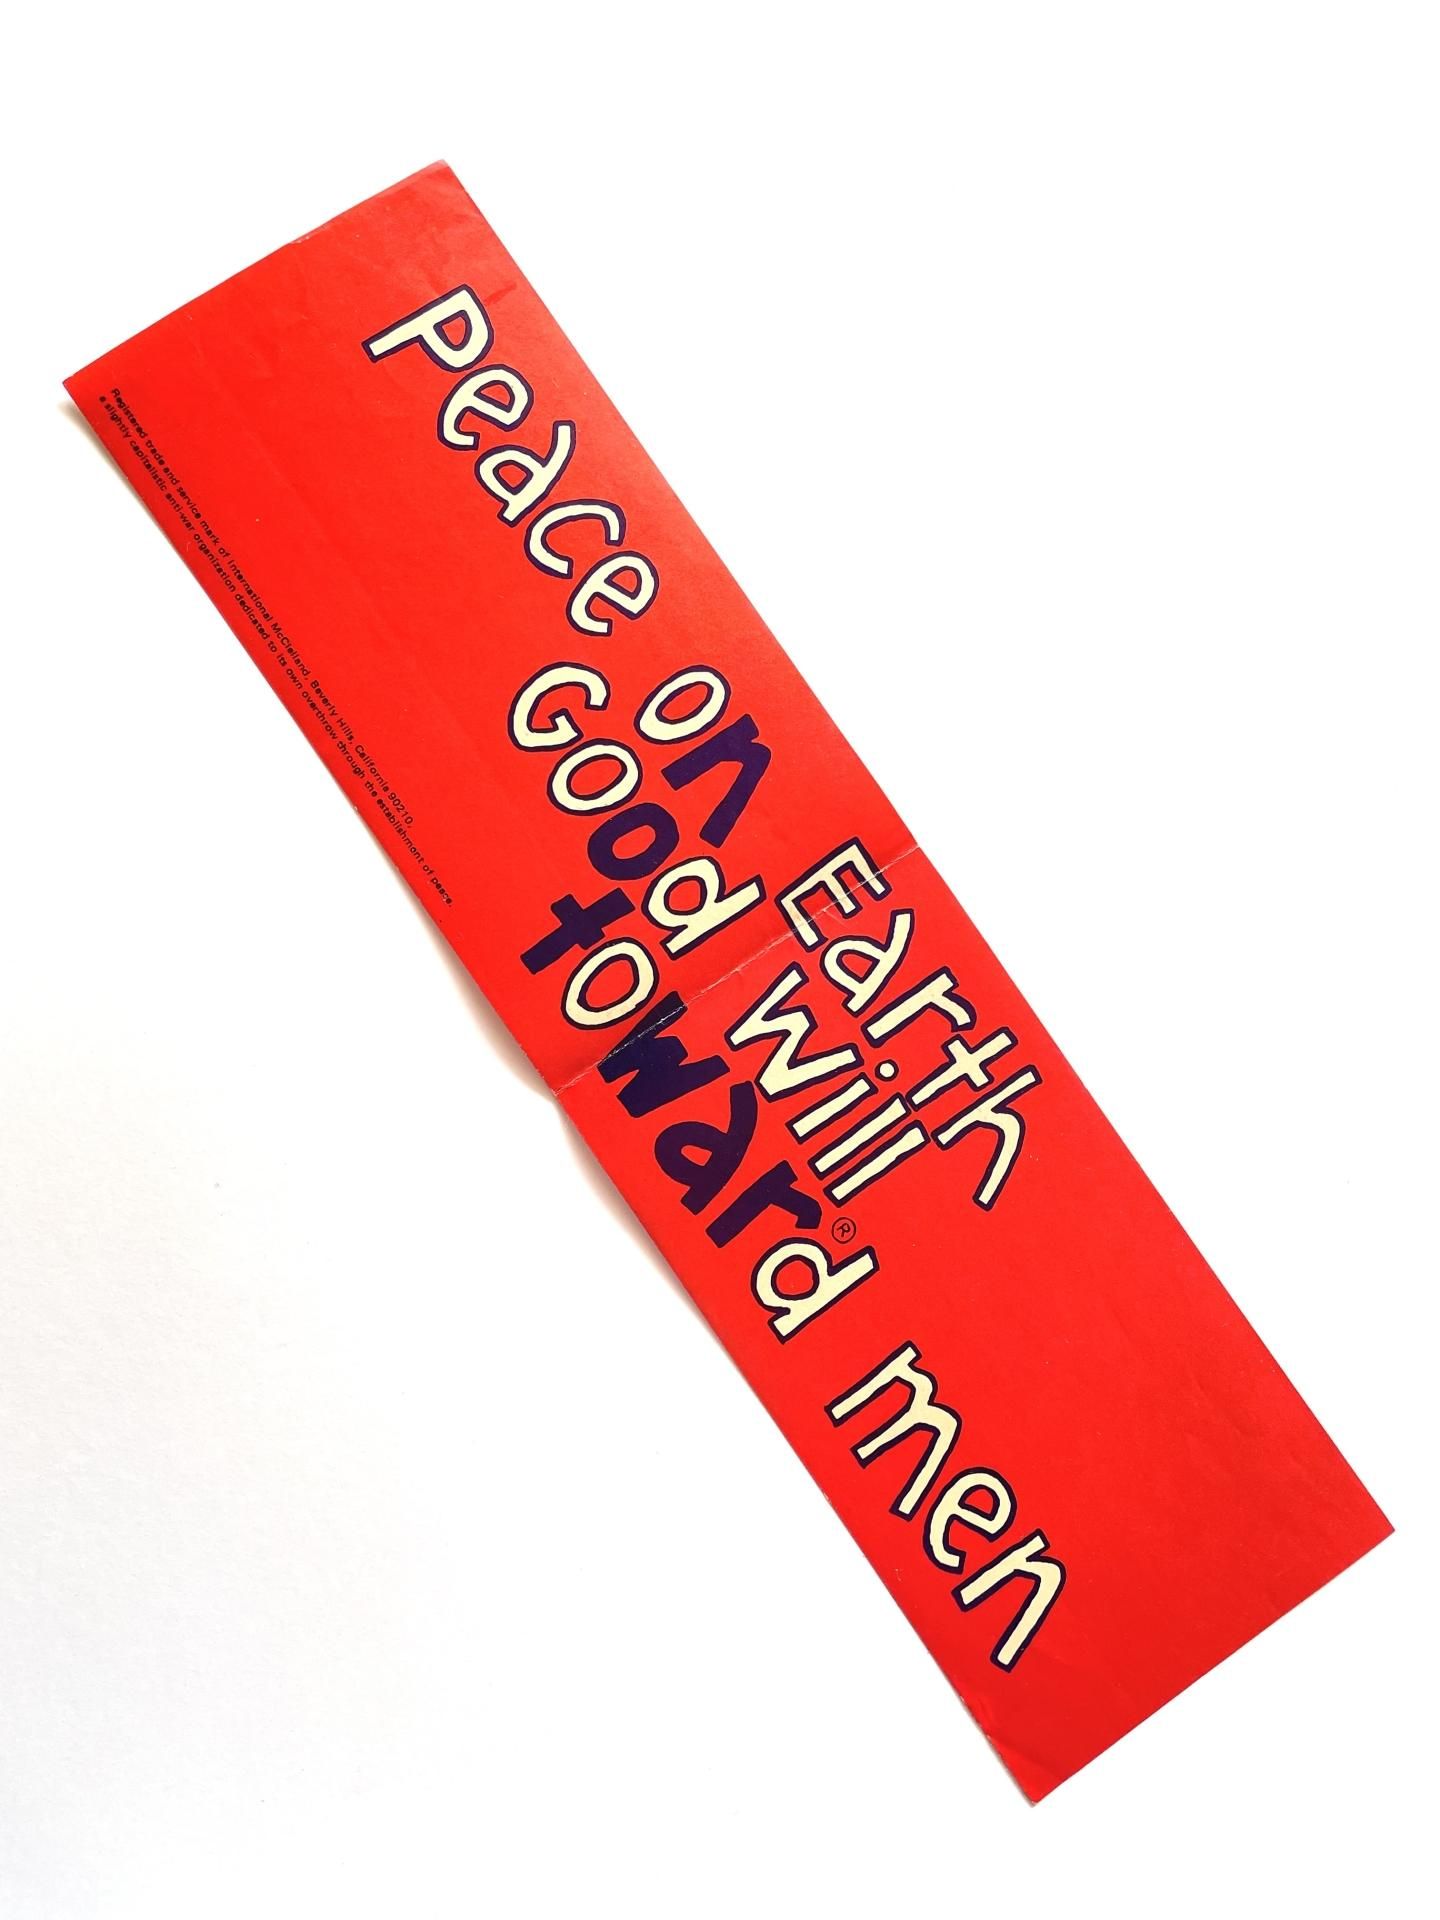 Peace on Earth
Good will
toward men
®
Registered trade and service mark of International McClelland, Beverly Hills, California 90210,
a slightly capitalistic anti-war organization dedicated to its own overthrow through the establishment of peace.